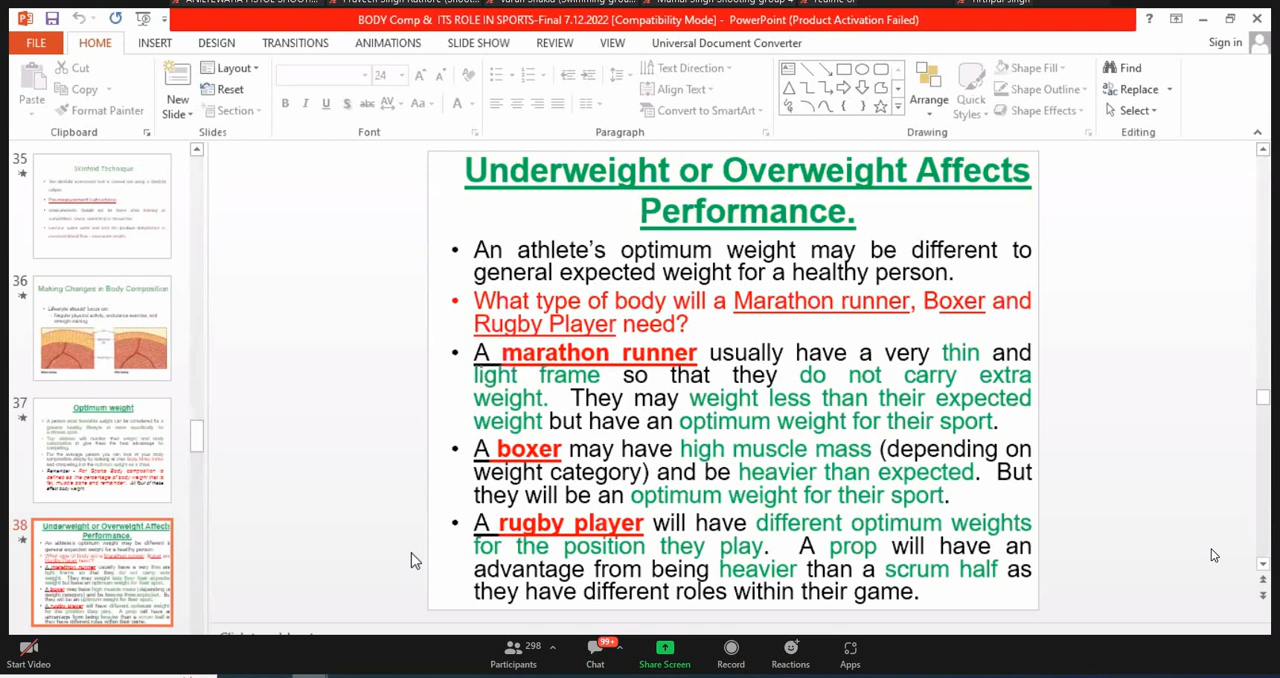 BODY Comp & ITS ROLE IN SPORTS-Final 7.12.2022 [Compatibility Mode] - PowerPoint (Product Activation Failed)
FILE HOME INSERT DESIGN TRANSITIONS ANIMATIONS SLIDE SHOW REVIEW VIEW Universal Document Converter Sign in
Cut
Copy
Format Painter
Paste
Clipboard
New
Slide
Layout
Reset
Section
Slides
24
Font
Text Direction
Align Text
Convert to SmartArt
Paragraph
Arrange
Quick
Styles
Shape Fill
Shape Outline
Shape Effects
Drawing
Find
Replace
Select
Editing
35
Skinfold Technique
36
Making Changes in Body Composition
Lifestyle should focus on:
37
Optimum weight
38
Underweight or Overweight Affects
Performance.
Underweight or Overweight Affects
Performance.
• An athlete's optimum weight may be different to
general expected weight for a healthy person.
• What type of body will a Marathon runner, Boxer and
Rugby Player need?
• A marathon runner usually have a very thin and
light frame so that they do not carry extra
weight. They may weight less than their expected
weight but have an optimum weight for their sport.
• A boxer may have high muscle mass (depending on
weight category) and be heavier than expected. But
they will be an optimum weight for their sport.
• A rugby player will have different optimum weights
for the position they play. A prop will have an
advantage from being heavier than a scrum half as
they have different roles within their game.
Start Video
298
Participants
99+
Chat
Share Screen
Record
Reactions
Apps